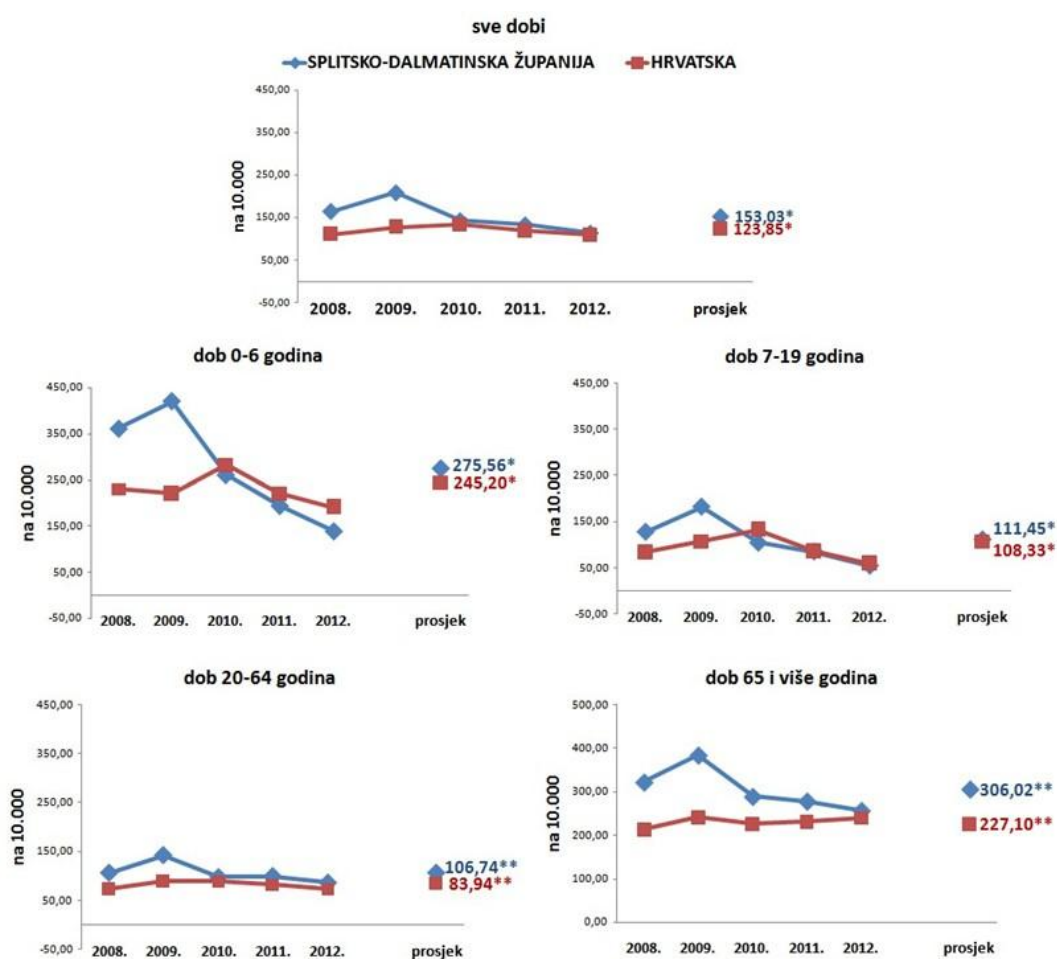 sve dobi
SPLITSKO-DALMATINSKA ŽUPANIJA HRVATSKA
450,00
350,00
250,00
150,00
50,00
-50,00
na 10.000
153,03*
123,85*
2008. 2009. 2010. 2011. 2012. prosjek
dob 0-6 godina
450,00
350,00
250,00
150,00
50,00
-50,00
na 10.000
275,56*
245,20*
2008. 2009. 2010. 2011. 2012. prosjek
dob 7-19 godina
450,00
350,00
250,00
150,00
50,00
-50,00
na 10.000
111,45*
108,33*
2008. 2009. 2010. 2011. 2012. prosjek
dob 20-64 godina
450,00
350,00
250,00
150,00
50,00
-50,00
na 10.000
106,74**
83,94**
2008. 2009. 2010. 2011. 2012. prosjek
dob 65 i više godina
500,00
400,00
300,00
200,00
100,00
0,00
na 10.000
306,02**
227,10**
2008. 2009. 2010. 2011. 2012. prosjek